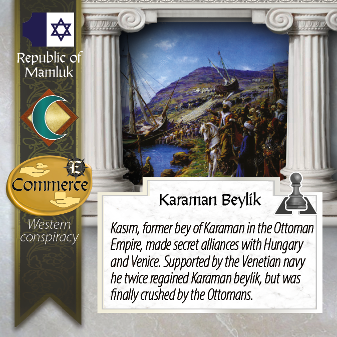 Republic of
Mamluk
E
Commerce
Western
conspiracy
Karaman Beylik
Kasım, former bey of Karaman in the Ottoman
Empire, made secret alliances with Hungary
and Venice. Supported by the Venetian navy
he twice regained Karaman beylik, but was
finally crushed by the Ottomans.